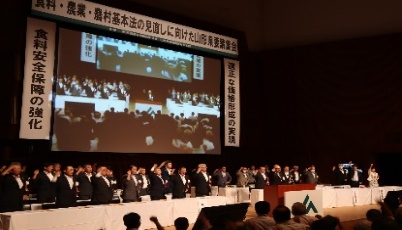 食料・農業・農村基本法の見直しに向けた山形県要請集会
食料安全保障の強化
適正な価格形成の実現